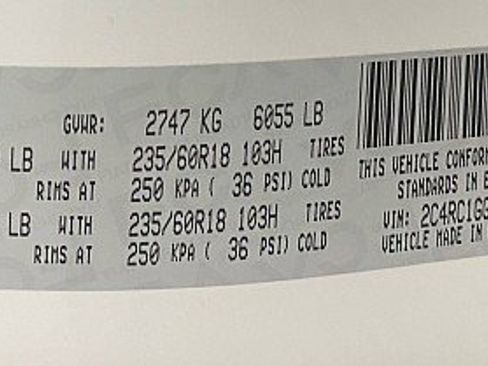 GVWR: 2747 KG 6055 LB
LB WITH 235/60R18 103H TIRES
RIMS AT 250 KPA ( 36 PSI) COLD
LB WITH 235/60R18 103H TIRES
RIMS AT 250 KPA ( 36 PSI) COLD
THIS VEHICLE CONFOR
STANDARDS IN E
VIN: 2C4RC1GG
VEHICLE MADE IN